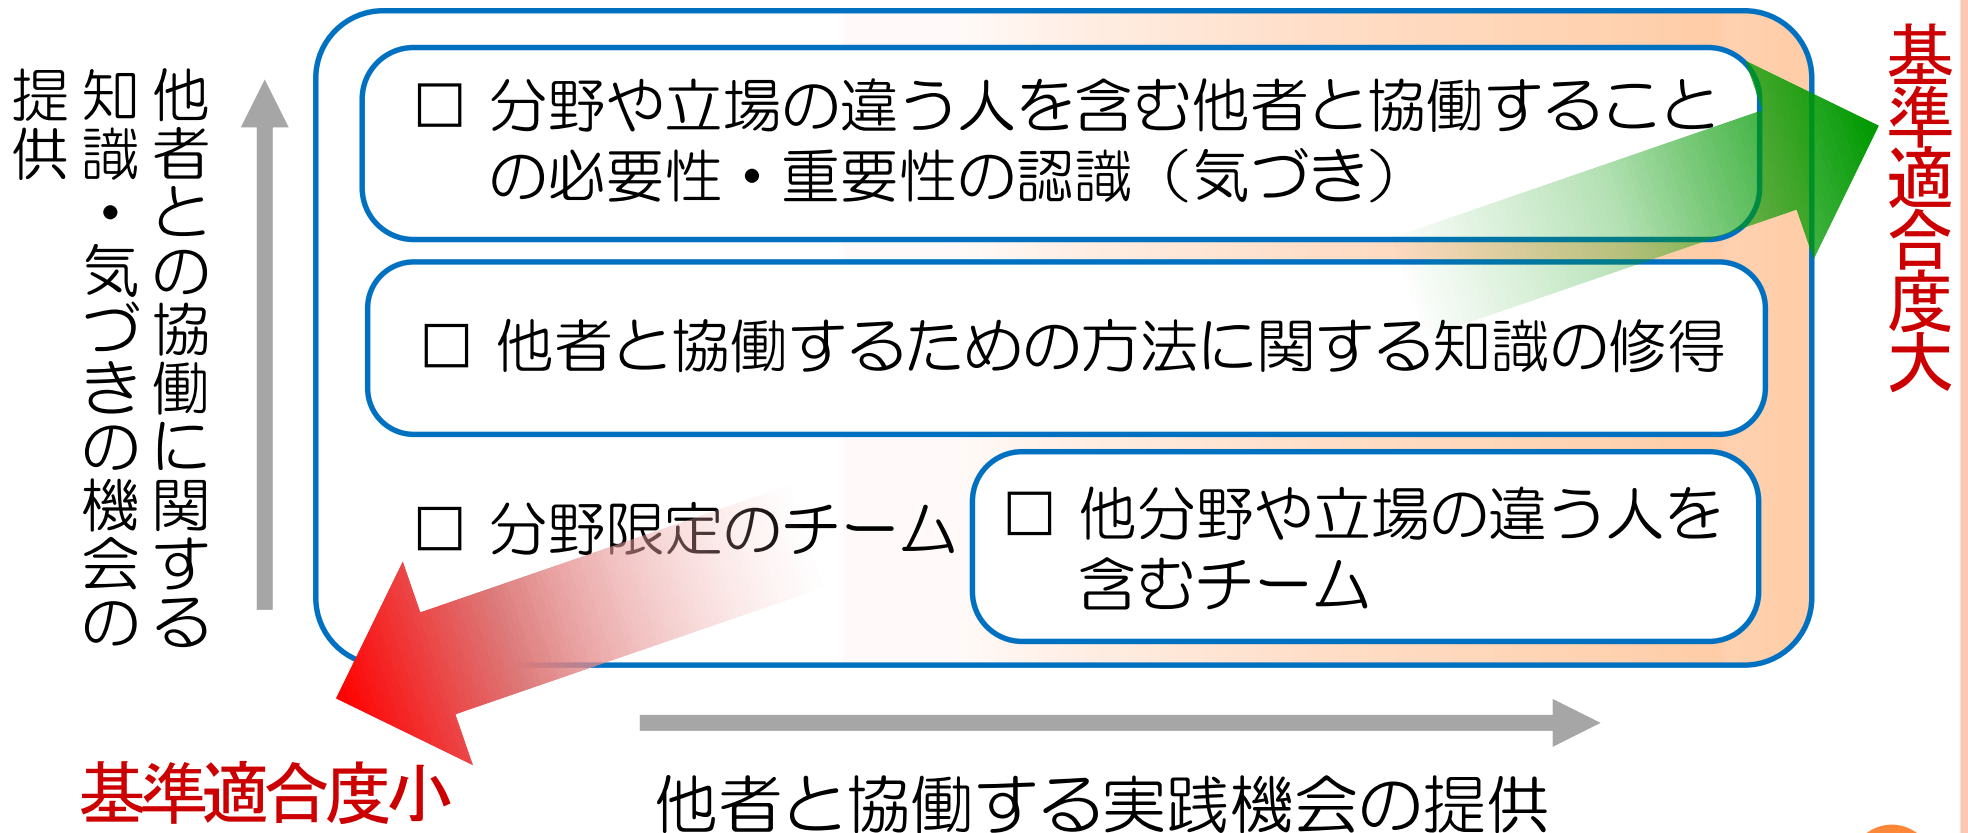 他者との協働に関する
知識・気づきの機会の
提供
□ 分野や立場の違う人を含む他者と協働すること
の必要性・重要性の認識（気づき）
□ 他者と協働するための方法に関する知識の修得
□ 分野限定のチーム
□ 他分野や立場の違う人を
含むチーム
基準適合度大
基準適合度小
他者と協働する実践機会の提供